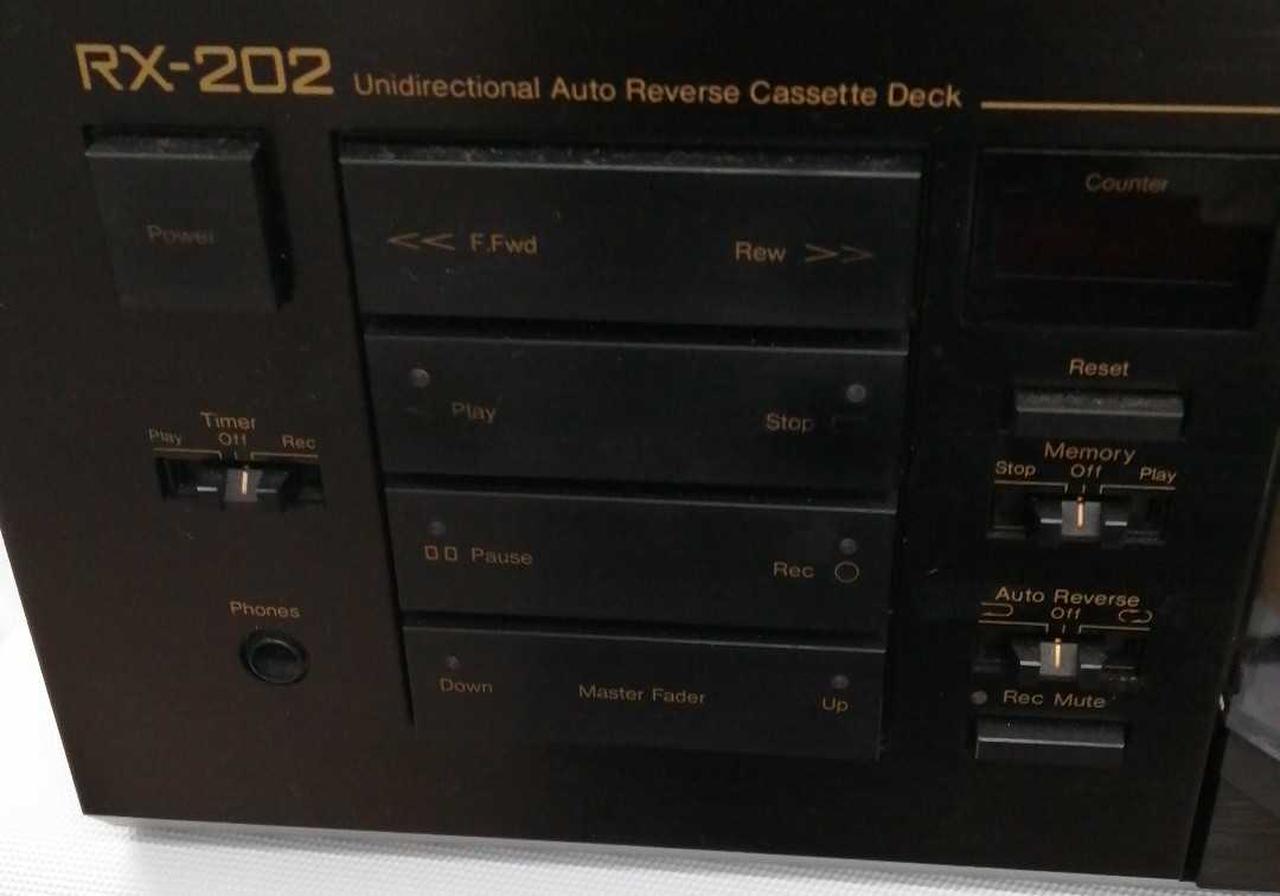 RX-202 Unidirectional Auto Reverse Cassette Deck
Power
<< F.Fwd
Rew >>
Counter
Play
Stop
Reset
Timer
Play Off Rec
Memory
Stop Off Play
Pause
Rec
Auto Reverse
Off
Phones
Down Master Fader Up
Rec Mute